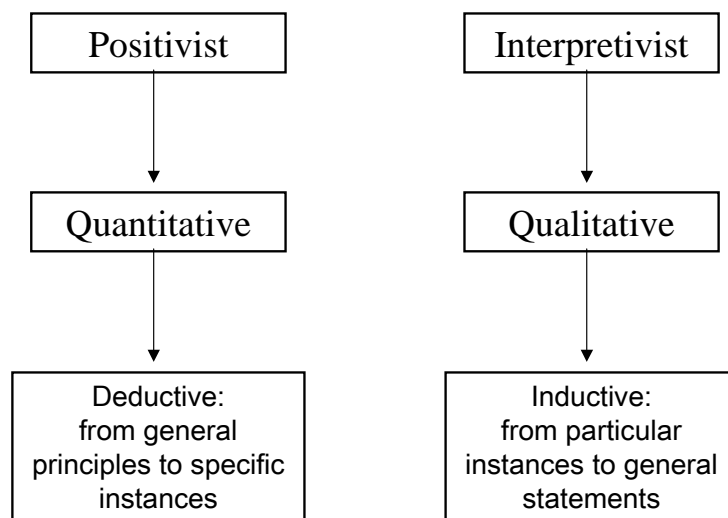 Positivist
Interpretivist
Quantitative
Qualitative
Deductive:
from general
principles to specific
instances
Inductive:
from particular
instances to general
statements